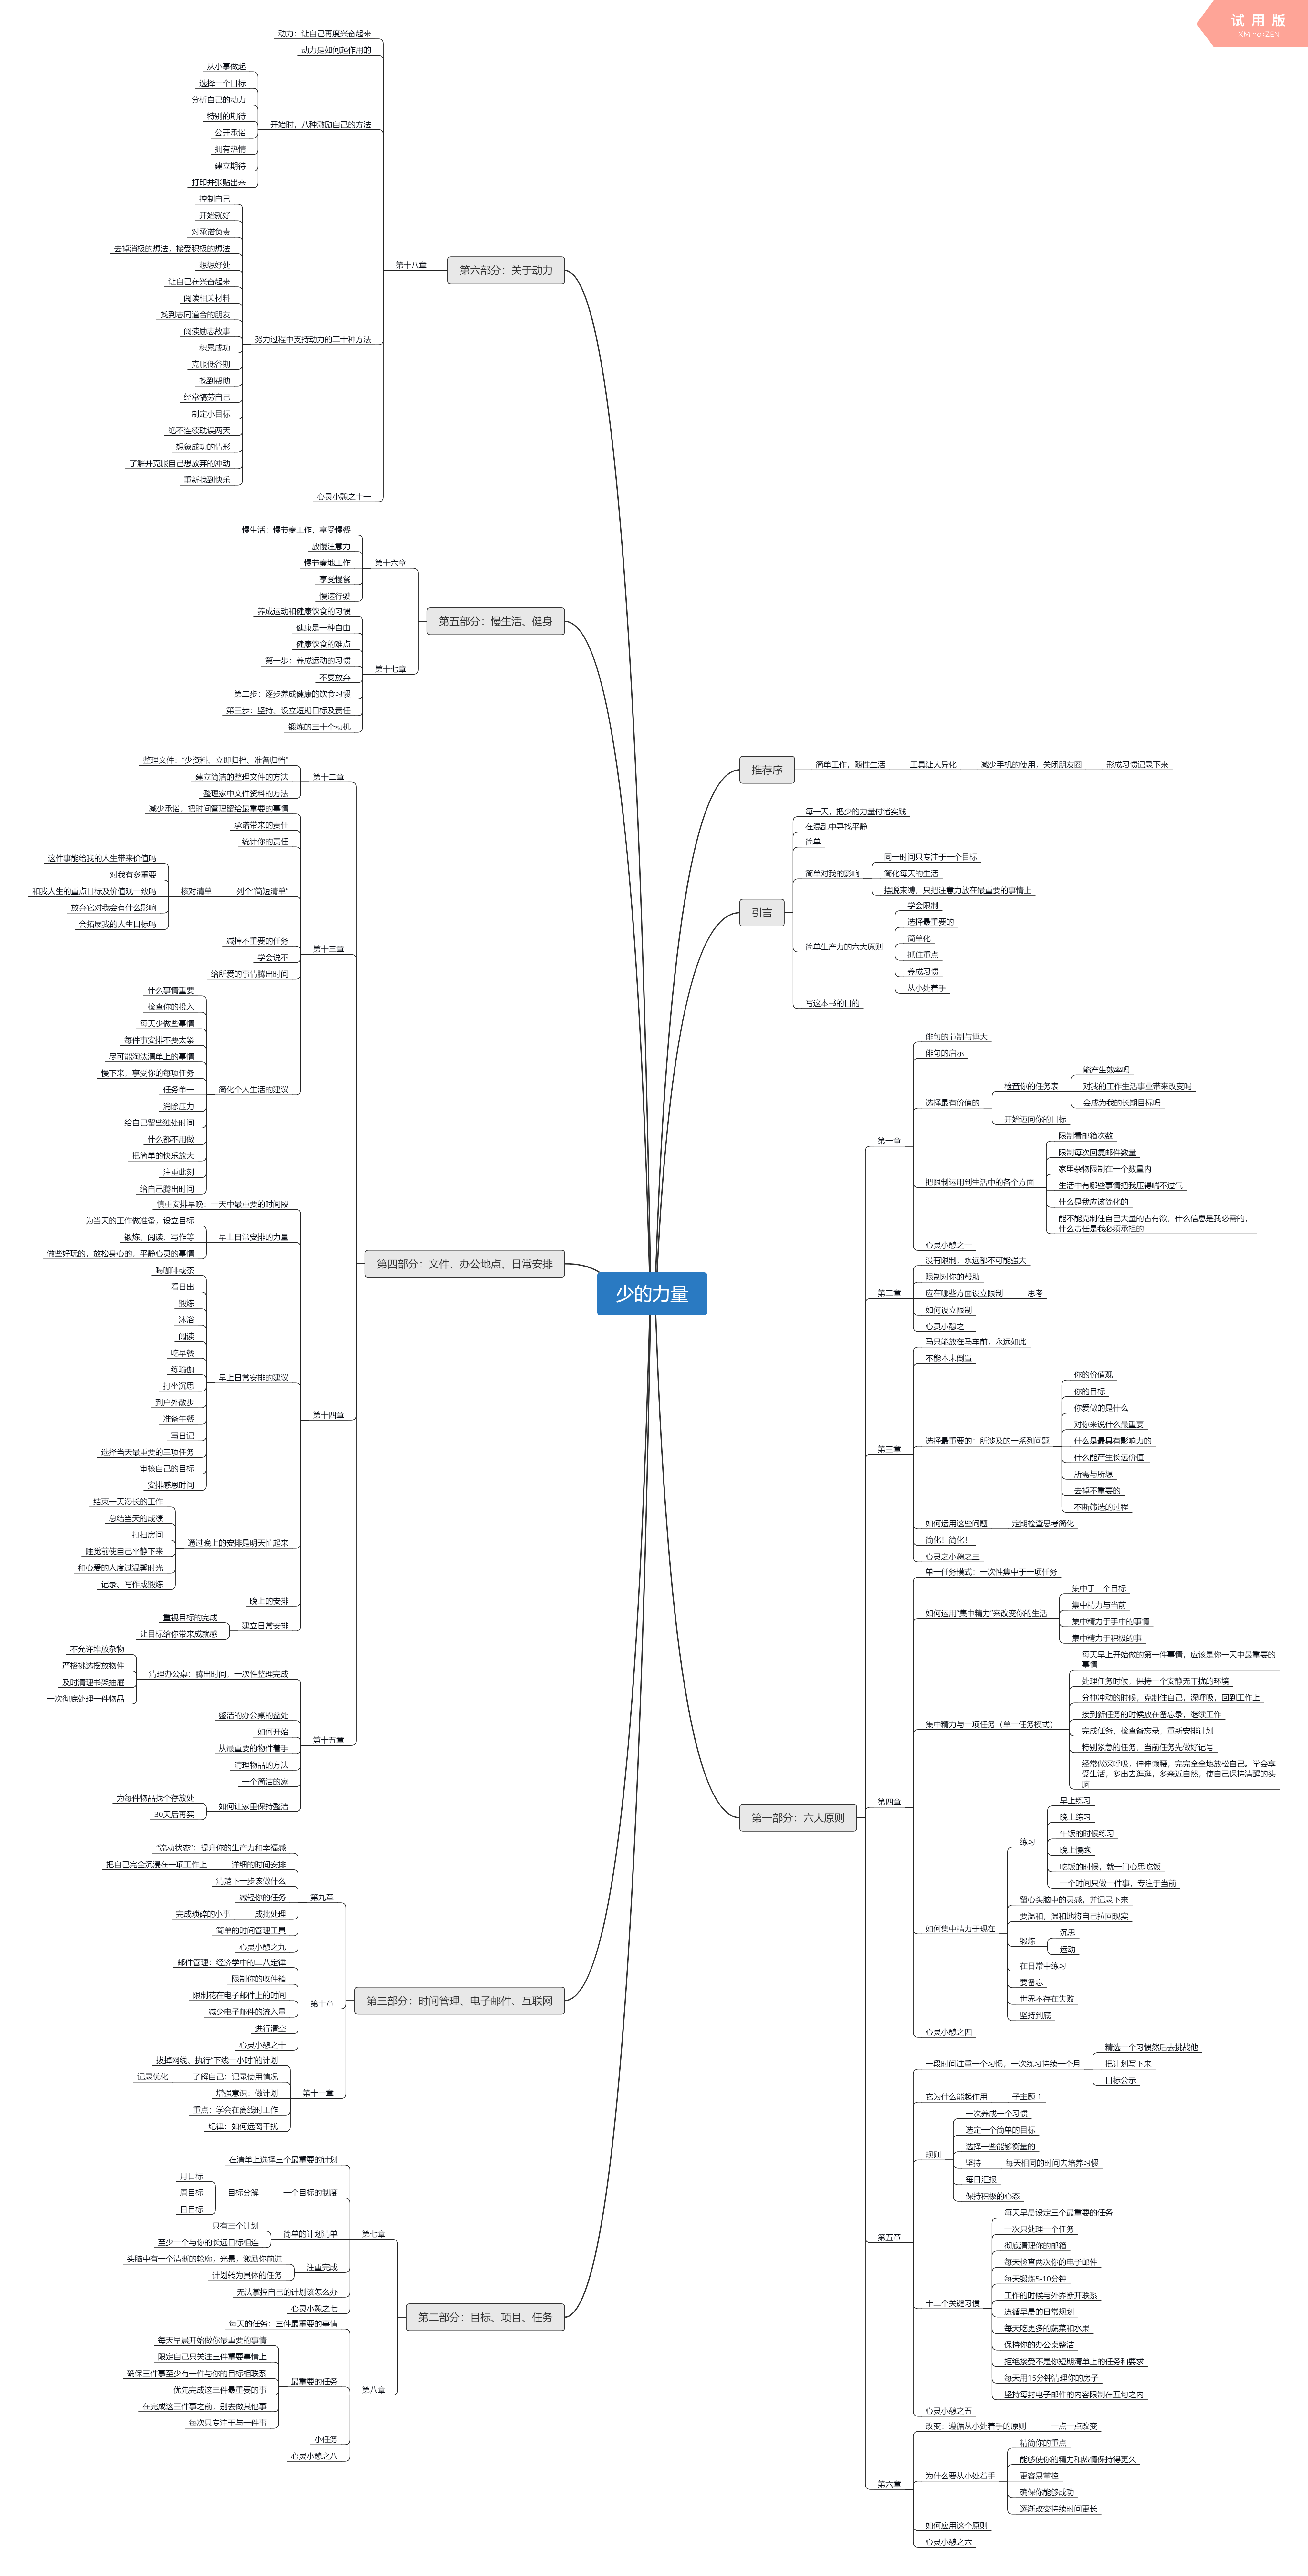 试 用 版
XMind:ZEN
少的力量
推荐序
简单工作，随性生活
工具让人异化
减少手机的使用，关闭朋友圈
形成习惯记录下来
引言
每一天，把少的力量付诸实践
在混乱中寻找平静
简单
简单对我的影响
同一时间只专注于一个目标
简化每天的生活
摆脱束缚，只把注意力放在最重要的事情上
简单生产力的六大原则
学会限制
选择最重要的
简单化
抓住重点
养成习惯
从小处着手
写这本书的目的
第一部分：六大原则
第一章
俳句的节制与博大
俳句的启示
选择最有价值的
检查你的任务表
能产生效率吗
对我的工作生活事业带来改变吗
会成为我的长期目标吗
开始迈向你的目标
把限制运用到生活中的各个方面
限制看邮箱次数
限制每次回复邮件数量
家里杂物限制在一个数量内
生活中有哪些事情把我压得喘不过气
什么是我应该简化的
能不能克制住自己大量的占有欲，什么信息是我必需的，
什么责任是我必须承担的
心灵小憩之一
第二章
没有限制，永远都不可能强大
限制对你的帮助
应在哪些方面设立限制
思考
如何设立限制
心灵小憩之二
第三章
马只能放在马车前，永远如此
不能本末倒置
选择最重要的：所涉及的一系列问题
你的价值观
你的目标
你爱做的是什么
对你来说什么最重要
什么是最具有影响力的
什么能产生长远价值
所需与所想
去掉不重要的
不断筛选的过程
如何运用这些问题
定期检查思考简化
简化！简化！
心灵之小憩之三
第四章
单一任务模式：一次性集中于一项任务
如何运用“集中精力”来改变你的生活
集中于一个目标
集中精力与当前
集中精力于手中的事情
集中精力于积极的事
集中精力与一项任务（单一任务模式）
每天早上开始做的第一件事情，应该是你一天中最重要的
事情
处理任务时候，保持一个安静无干扰的环境
分神冲动的时候，克制住自己，深呼吸，回到工作上
接到新任务的时候放在备忘录，继续工作
完成任务，检查备忘录，重新安排计划
特别紧急的任务，当前任务先做好记号
经常做深呼吸，伸伸懒腰，完完全全地放松自己。学会享
受生活，多出去逛逛，多亲近自然，使自己保持清醒的头
脑
如何集中精力于现在
练习
早上练习
晚上练习
午饭的时候练习
晚上慢跑
吃饭的时候，就一门心思吃饭
一个时间只做一件事，专注于当前
留心头脑中的灵感，并记录下来
要温和，温和地将自己拉回现实
锻炼
沉思
运动
在日常中练习
要备忘
世界不存在失败
坚持到底
心灵小憩之四
第五章
一段时间注重一个习惯，一次练习持续一个月
精选一个习惯然后去挑战他
把计划写下来
目标公示
它为什么能起作用
子主题 1
规则
一次养成一个习惯
选定一个简单的目标
选择一些能够衡量的
坚持
每天相同的时间去培养习惯
每日汇报
保持积极的心态
十二个关键习惯
每天早晨设定三个最重要的任务
一次只处理一个任务
彻底清理你的邮箱
每天检查两次你的电子邮件
每天锻炼5-10分钟
工作的时候与外界断开联系
遵循早晨的日常规划
每天吃更多的蔬菜和水果
保持你的办公桌整洁
拒绝接受不是你短期清单上的任务和要求
每天用15分钟清理你的房子
坚持每封电子邮件的内容限制在五句之内
心灵小憩之五
第六章
改变：遵循从小处着手的原则
一点一点改变
为什么要从小处着手
精简你的重点
能够使你的精力和热情保持得更久
更容易掌控
确保你能够成功
逐渐改变持续时间更长
如何应用这个原则
心灵小憩之六
第二部分：目标、项目、任务
第七章
在清单上选择三个最重要的计划
一个目标的制度
目标分解
月目标
周目标
日目标
简单的计划清单
只有三个计划
至少一个与你的长远目标相连
注重完成
头脑中有一个清晰的轮廓，光景，激励你前进
计划转为具体的任务
无法掌控自己的计划该怎么办
心灵小憩之七
第八章
每天的任务：三件最重要的事情
最重要的任务
每天早晨开始做你最重要的事情
限定自己只关注三件重要事情上
确保三件事至少有一件与你的目标相联系
优先完成这三件最重要的事
在完成这三件事之前，别去做其他事
每次只专注于与一件事
小任务
心灵小憩之八
第三部分：时间管理、电子邮件、互联网
第九章
“流动状态”：提升你的生产力和幸福感
详细的时间安排
把自己完全沉浸在一项工作上
清楚下一步该做什么
减轻你的任务
成批处理
完成琐碎的小事
简单的时间管理工具
心灵小憩之九
第十章
邮件管理：经济学中的二八定律
限制你的收件箱
限制花在电子邮件上的时间
减少电子邮件的流入量
进行清空
心灵小憩之十
第十一章
拔掉网线、执行“下线一小时”的计划
了解自己：记录使用情况
记录优化
增强意识：做计划
重点：学会在离线时工作
纪律：如何远离干扰
第四部分：文件、办公地点、日常安排
第十二章
整理文件：“少资料、立即归档、准备归档”
建立简洁的整理文件的方法
整理家中文件资料的方法
第十三章
减少承诺，把时间管理留给最重要的事情
承诺带来的责任
统计你的责任
列个“简短清单”
核对清单
这件事能给我的人生带来价值吗
对我有多重要
和我人生的重点目标及价值观一致吗
放弃它对我会有什么影响
会拓展我的人生目标吗
减掉不重要的任务
学会说不
给所爱的事情腾出时间
简化个人生活的建议
什么事情重要
检查你的投入
每天少做些事情
每件事安排不要太紧
尽可能淘汰清单上的事情
慢下来，享受你的每项任务
任务单一
消除压力
给自己留些独处时间
什么都不用做
把简单的快乐放大
注重此刻
给自己腾出时间
第十四章
慎重安排早晚：一天中最重要的时间段
早上日常安排的力量
为当天的工作做准备，设立目标
锻炼、阅读、写作等
做些好玩的，放松身心的，平静心灵的事情
早上日常安排的建议
喝咖啡或茶
看日出
锻炼
沐浴
阅读
吃早餐
练瑜伽
打坐沉思
到户外散步
准备午餐
写日记
选择当天最重要的三项任务
审核自己的目标
安排感恩时间
通过晚上的安排是明天忙起来
结束一天漫长的工作
总结当天的成绩
打扫房间
睡觉前使自己平静下来
和心爱的人度过温馨时光
记录、写作或锻炼
晚上的安排
建立日常安排
重视目标的完成
让目标给你带来成就感
第十五章
清理办公桌：腾出时间，一次性整理完成
不允许堆放杂物
严格挑选摆放物件
及时清理书架抽屉
一次彻底处理一件物品
整洁的办公桌的益处
如何开始
从最重要的物件着手
清理物品的方法
一个简洁的家
如何让家里保持整洁
为每件物品找个存放处
30天后再买
第五部分：慢生活、健身
第十六章
慢生活：慢节奏工作，享受慢餐
放慢注意力
慢节奏地工作
享受慢餐
慢速行驶
第十七章
养成运动和健康饮食的习惯
健康是一种自由
健康饮食的难点
第一步：养成运动的习惯
不要放弃
第二步：逐步养成健康的饮食习惯
第三步：坚持、设立短期目标及责任
锻炼的三十个动机
第六部分：关于动力
第十八章
动力：让自己再度兴奋起来
动力是如何起作用的
开始时，八种激励自己的方法
从小事做起
选择一个目标
分析自己的动力
特别的期待
公开承诺
拥有热情
建立期待
打印并张贴出来
努力过程中支持动力的二十种方法
控制自己
开始就好
对承诺负责
去掉消极的想法，接受积极的想法
想想好处
让自己在兴奋起来
阅读相关材料
找到志同道合的朋友
阅读励志故事
积累成功
克服低谷期
找到帮助
经常犒劳自己
制定小目标
绝不连续耽误两天
想象成功的情形
了解并克服自己想放弃的冲动
重新找到快乐
心灵小憩之十一